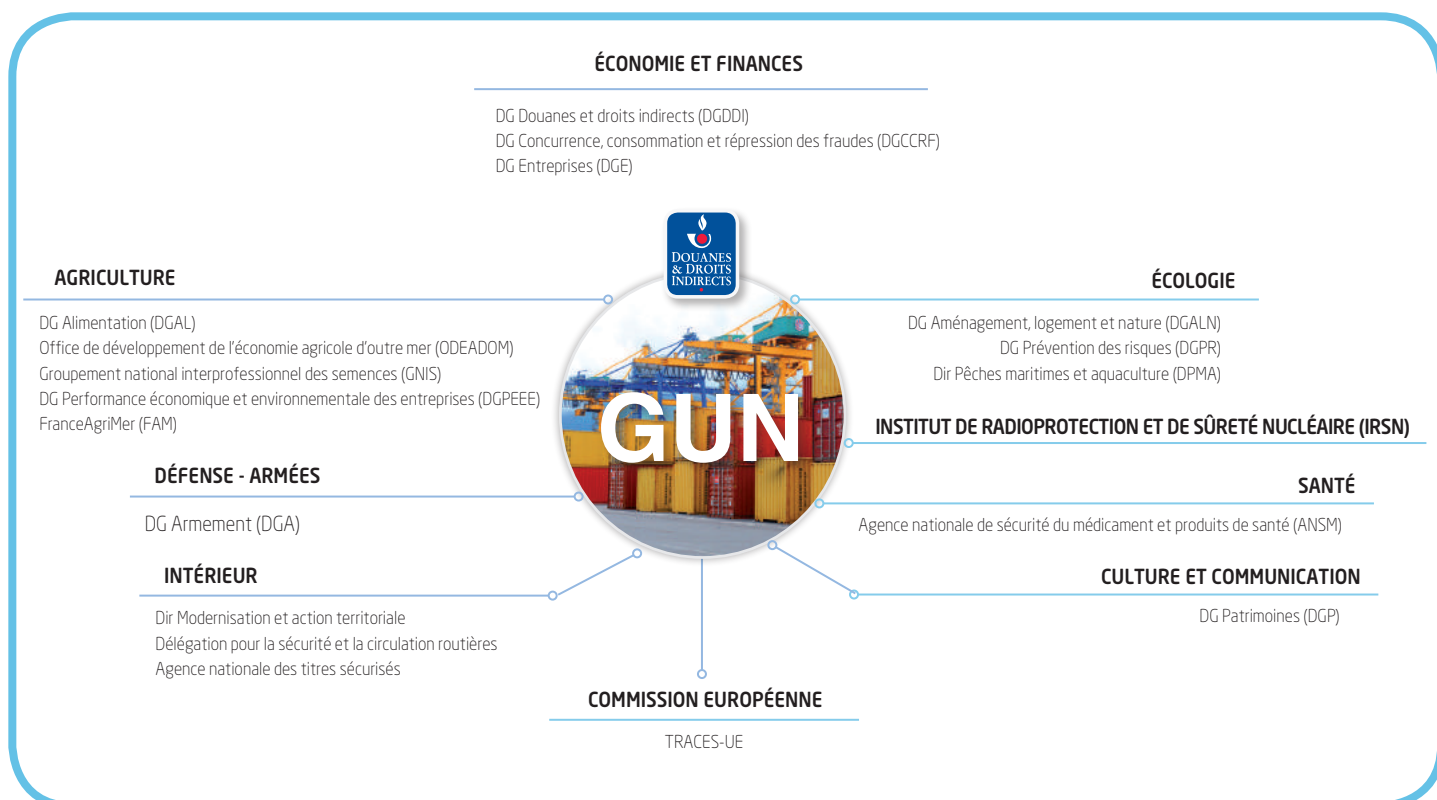 ÉCONOMIE ET FINANCES
DG Douanes et droits indirects (DGDDI)
DG Concurrence, consommation et répression des fraudes (DGCCRF)
DG Entreprises (DGE)
DOUANES
& DROITS
INDIRECTS
GUN
AGRICULTURE
DG Alimentation (DGAL)
Office de développement de l'économie agricole d'outre mer (ODEADOM)
Groupement national interprofessionnel des semences (GNIS)
DG Performance économique et environnementale des entreprises (DGPEEE)
FranceAgriMer (FAM)
DÉFENSE - ARMÉES
DG Armement (DGA)
INTÉRIEUR
Dir Modernisation et action territoriale
Délégation pour la sécurité et la circulation routières
Agence nationale des titres sécurisés
ÉCOLOGIE
DG Aménagement, logement et nature (DGALN)
DG Prévention des risques (DGPR)
Dir Pêches maritimes et aquaculture (DPMA)
INSTITUT DE RADIOPROTECTION ET DE SÛRETÉ NUCLÉAIRE (IRSN)
SANTÉ
Agence nationale de sécurité du médicament et produits de santé (ANSM)
CULTURE ET COMMUNICATION
DG Patrimoines (DGP)
COMMISSION EUROPÉENNE
TRACES-UE